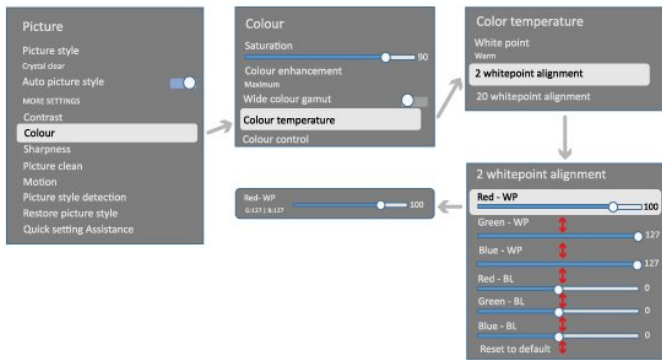 Picture
Picture style
Crystal clear
Auto picture style
MORE SETTINGS
Contrast
Colour
Sharpness
Picture clean
Motion
Picture style detection
Restore picture style
Quick setting Assistance
Colour
Saturation
90
Colour enhancement
Maximum
Wide colour gamut
Colour temperature
Colour control
Color temperature
White point
Warm
2 whitepoint alignment
20 whitepoint alignment
2 whitepoint alignment
Red- WP
100
Green - WP
127
Blue - WP
127
Red - BL
0
Green - BL
0
Blue - BL
0
Reset to default
Red- WP
G:127 | B:127
100